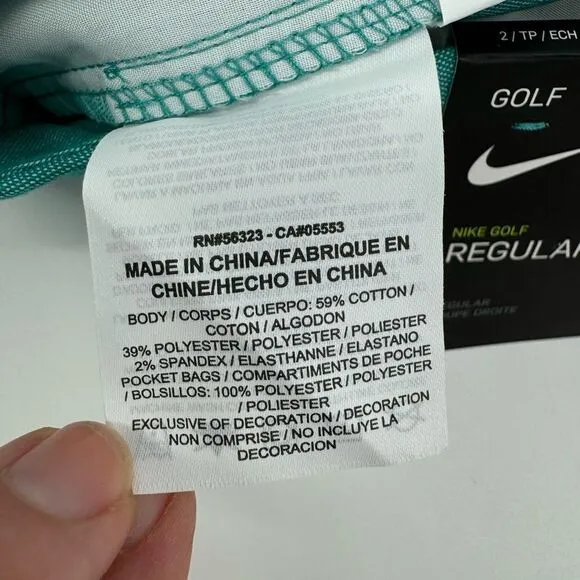 2 / TP / ECH
GOLF
NIKE GOLF
REGULA
RN#56323 - CA#05553
MADE IN CHINA/FABRIQUE EN
CHINE/HECHO EN CHINA
BODY / CORPS / CUERPO: 59% COTTON /
COTON / ALGODON
39% POLYESTER / POLYESTER / POLIESTER
2% SPANDEX / ELASTHANNE / ELASTANO
POCKET BAGS / COMPARTIMENTS DE POCHE
/ BOLSILLOS: 100% POLYESTER / POLYESTER
/ POLIESTER
EXCLUSIVE OF DECORATION / DECORATION
NON COMPRISE / NO INCLUYE LA
DECORACION